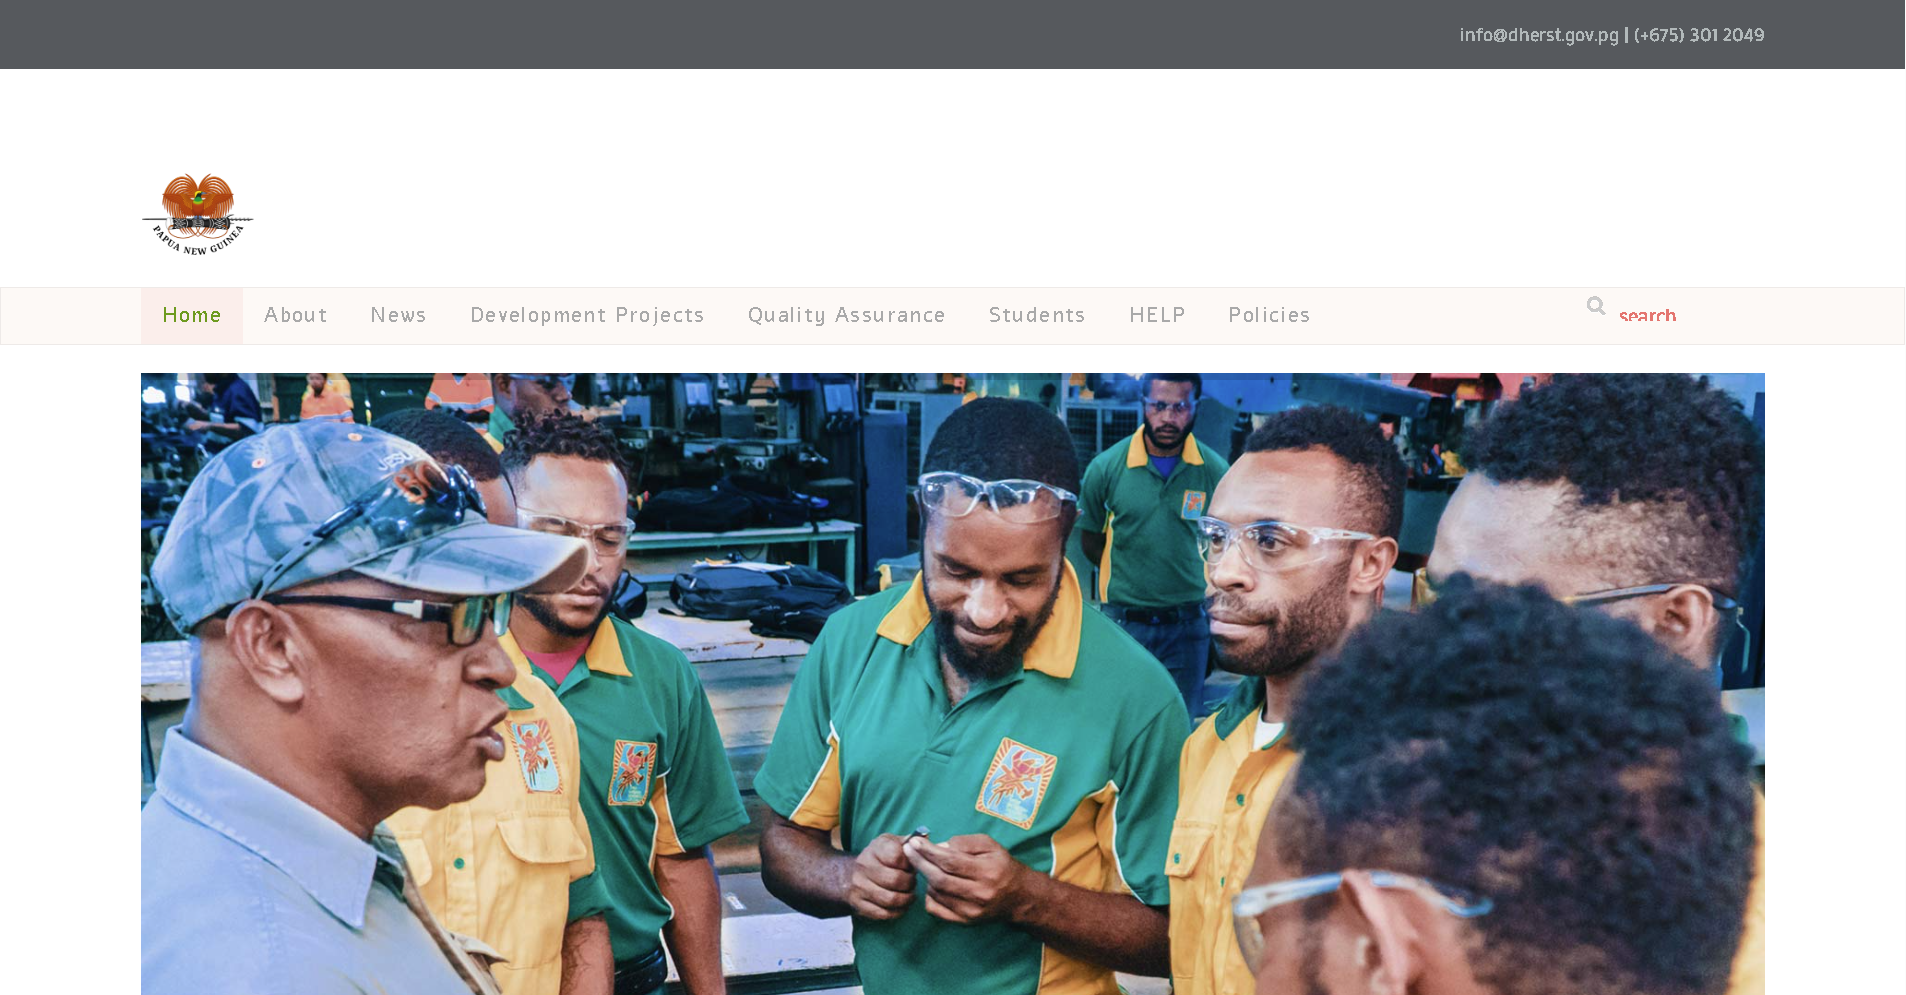 info@dherst.gov.pg | (+675) 301 2049
PAPUA NEW GUINEA
Home About News Development Projects Quality Assurance Students HELP Policies search
JESUS